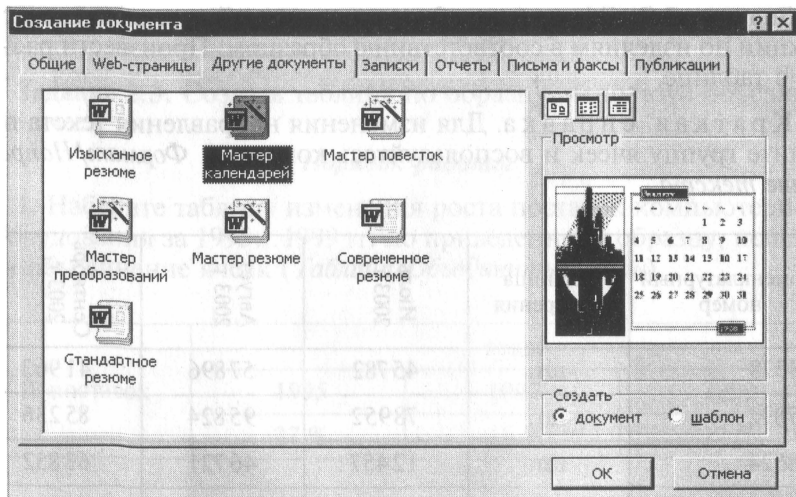 Создание документа
Общие Web-страницы Другие документы Записки Отчеты Письма и факсы Публикации
Изысканное
резюме
Мастер
календарей
Мастер повесток
Мастер
преобразований
Мастер резюме
Современное
резюме
Стандартное
резюме
Просмотр
1 2 3
4 5 6 7 8 9 10
11 12 13 14 15 16 17
18 19 20 21 22 23 24
25 26 27 28 29 30 31
Создать
документ шаблон
ОК Отмена